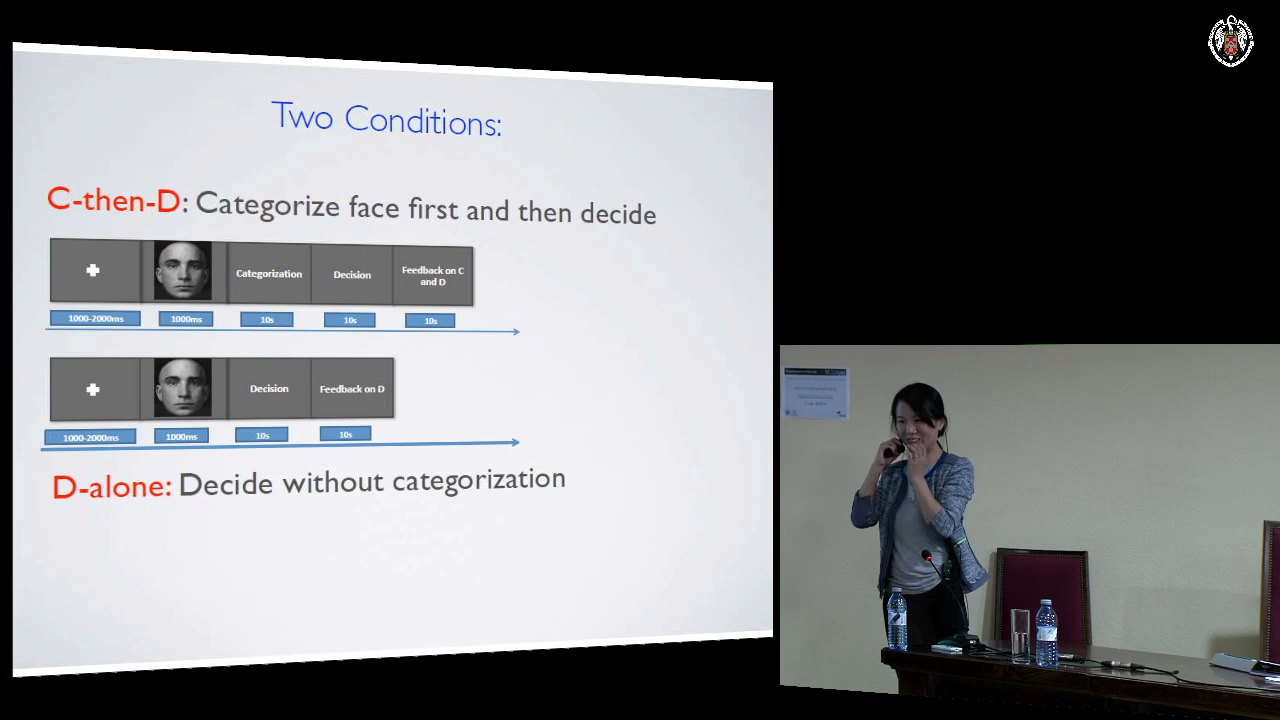 Two Conditions:
C-then-D: Categorize face first and then decide
Categorization
Decision
Feedback on C
and D
1000-2000ms
1000ms
10s
10s
10s
Decision
Feedback on D
1000-2000ms
1000ms
10s
10s
D-alone: Decide without categorization